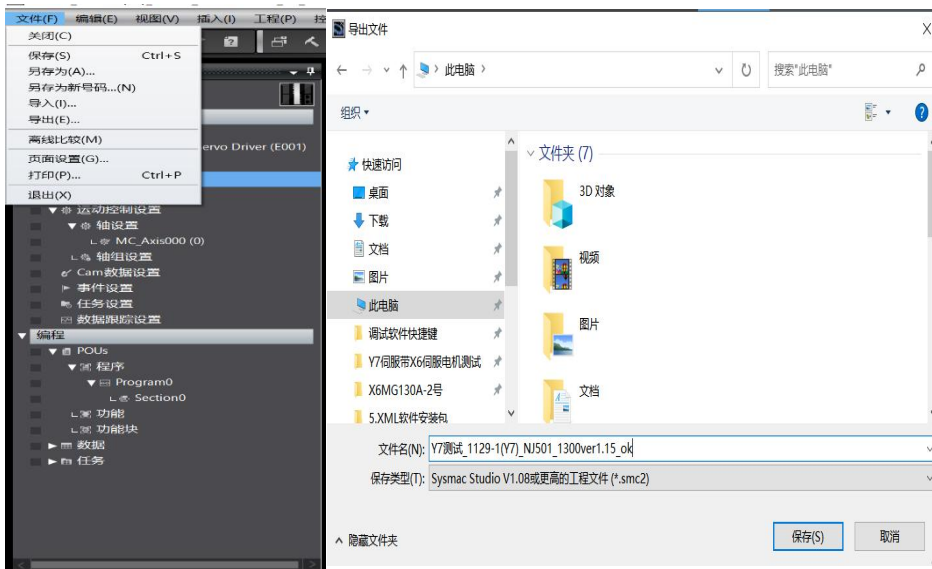 文件(F) 编辑(E) 视图(V) 插入(I) 工程(P) 控
关闭(C)
保存(S) Ctrl+S
另存为(A)...
另存为新号码...(N)
导入(I)...
导出(E)...
离线比较(M)
页面设置(G)...
打印(P)... Ctrl+P
退出(X)
ervo Driver (E001)
运动控制设置
轴设置
MC_Axis000 (0)
轴组设置
Cam数据设置
事件设置
任务设置
数据跟踪设置
编程
POUs
程序
Program0
Section0
功能
功能块
数据
任务
导出文件
此电脑
搜索"此电脑"
组织
快速访问
桌面
下载
文档
图片
此电脑
调试软件快捷键
Y7伺服带X6伺服电机测试
X6MG130A-2号
5.XML软件安装包
文件夹 (7)
3D 对象
视频
图片
文档
文件名(N): Y7测试_1129-1(Y7)_NJ501_1300ver1.15_ok
保存类型(T): Sysmac Studio V1.08或更高的工程文件 (*.smc2)
隐藏文件夹
保存(S) 取消